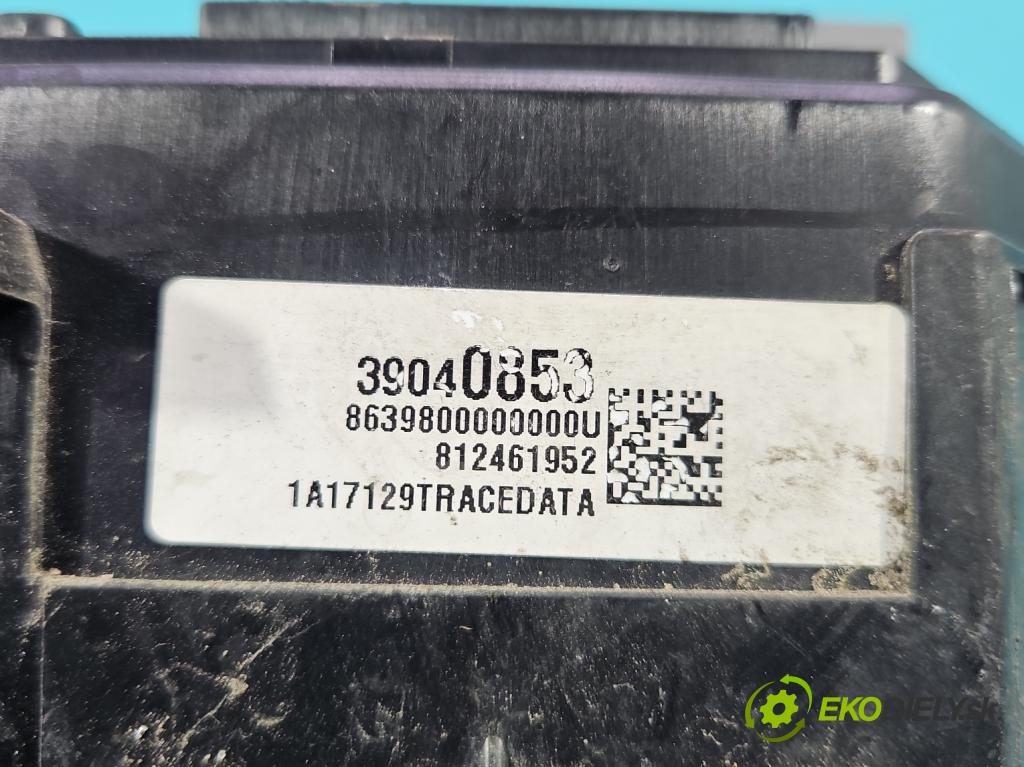 39040853
8639800000000U
812461952
1A17129TRACEDATA
EKODIELY.sk